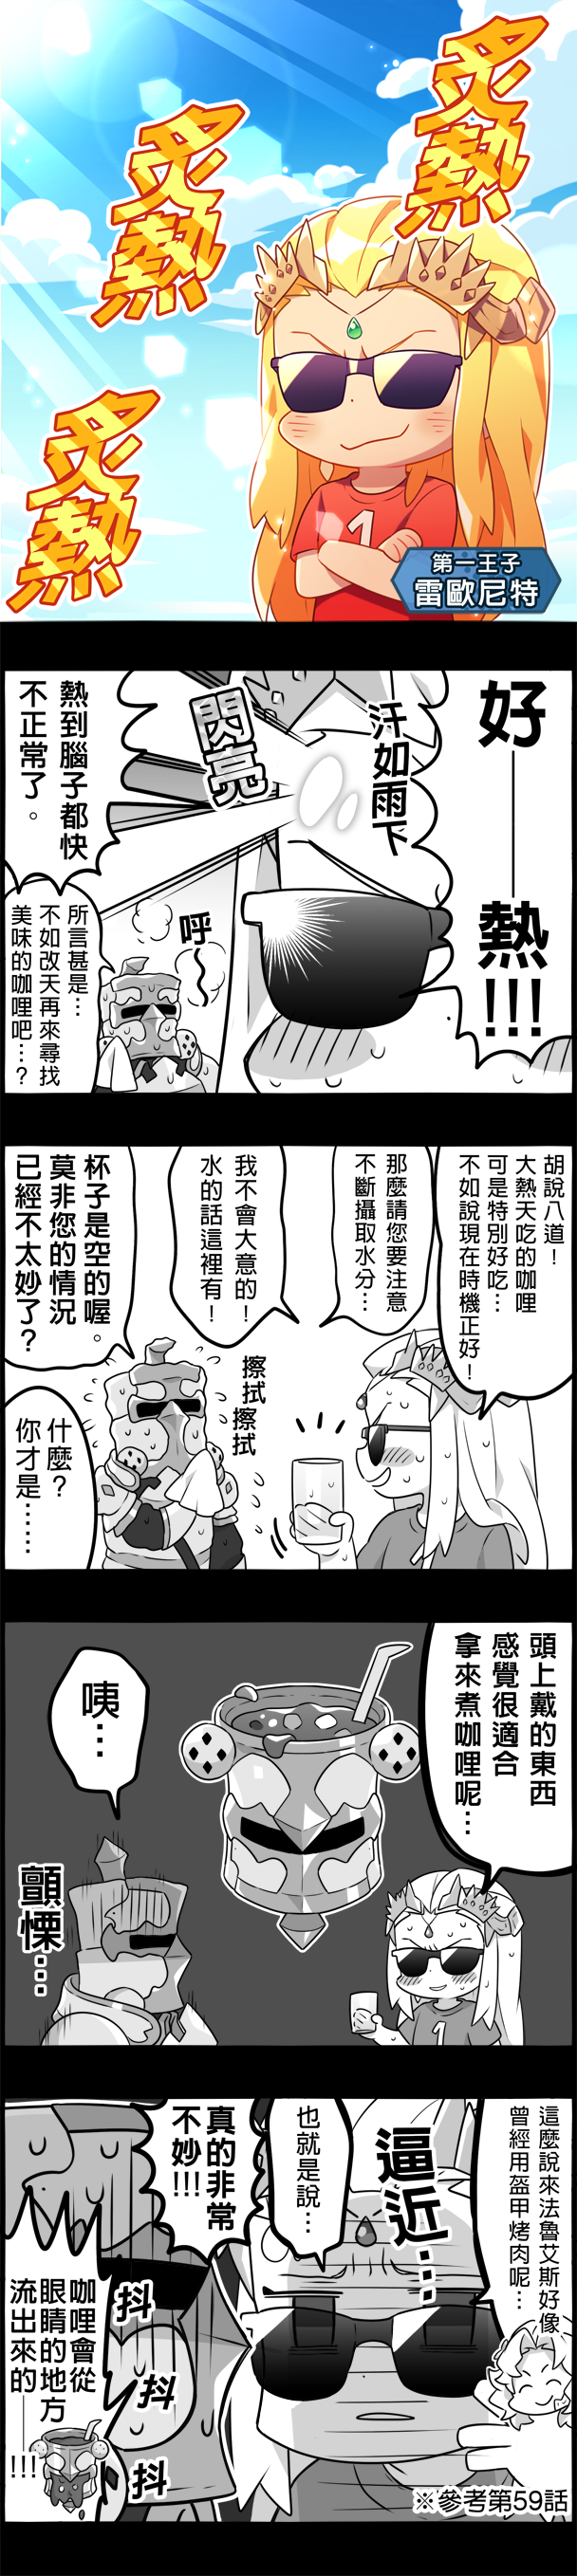 炙熱
炙熱
炙熱
第一王子
雷歐尼特
好——熱!!!
汗如雨下
閃亮
熱到腦子都快
不正常了。
呼～
所言甚是…
不如改天再來尋找
美味的咖哩吧…？
胡說八道！
大熱天吃的咖哩
可是特別好吃…
不如說現在時機正好！
那麼請您要注意
不斷攝取水分…
我不會大意的！
水的話這裡有！
擦拭擦拭
杯子是空的喔。
莫非您的情況
已經不太妙了？
什麼？
你才是……
頭上戴的東西
感覺很適合
拿來煮咖哩呢…
咦…
顫慄…
1
這麼說來法魯艾斯好像
曾經用盔甲烤肉呢…
逼近…
也就是說…
真的非常
不妙!!!
抖
抖
抖
咖哩會從
眼睛的地方
流出來的——!!!
※參考第59話